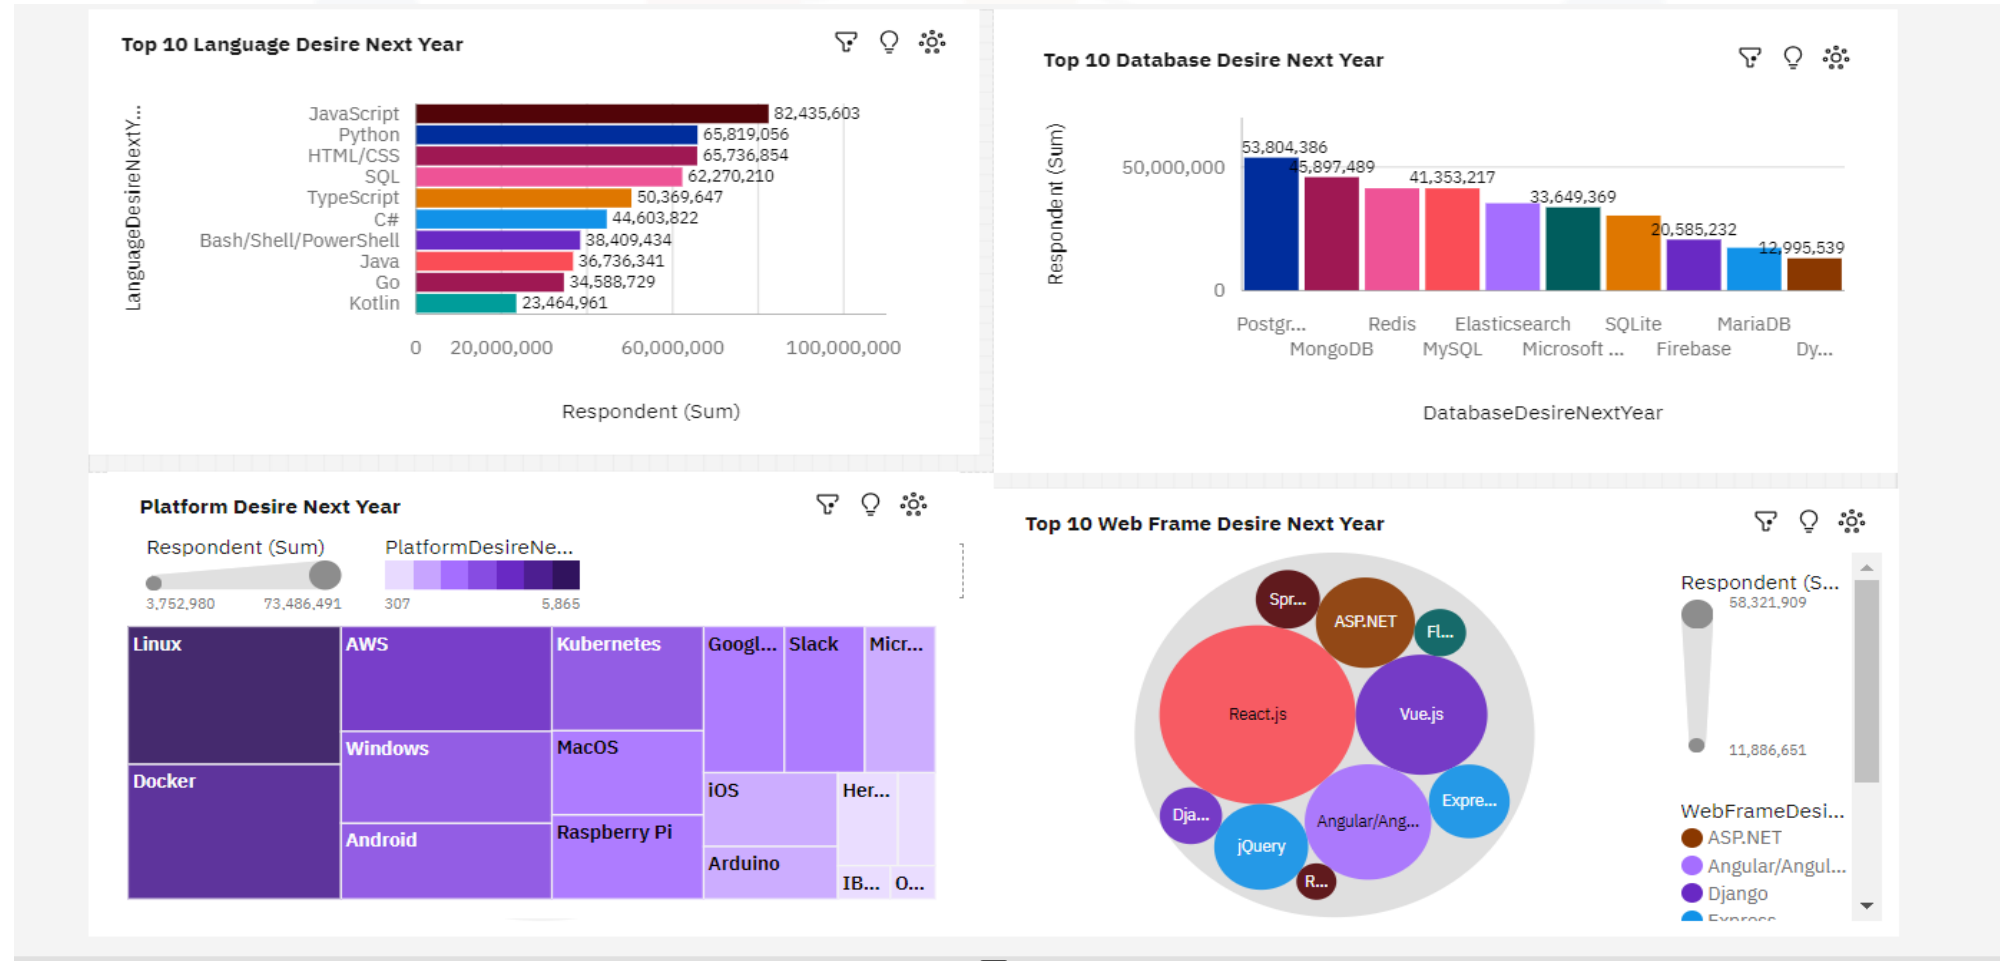 Top 10 Language Desire Next Year
LanguageDesireNextY...
JavaScript 82,435,603
Python 65,819,056
HTML/CSS 65,736,854
SQL 62,270,210
TypeScript 50,369,647
C# 44,603,822
Bash/Shell/PowerShell 38,409,434
Java 36,736,341
Go 34,588,729
Kotlin 23,464,961
0 20,000,000 60,000,000 100,000,000
Respondent (Sum)
Top 10 Database Desire Next Year
Respondent (Sum)
50,000,000
0
53,804,386
45,897,489
41,353,217
33,649,369
20,585,232
12,995,539
Postgr... Redis Elasticsearch SQLite MariaDB
MongoDB MySQL Microsoft ... Firebase Dy...
DatabaseDesireNextYear
Platform Desire Next Year
Respondent (Sum) PlatformDesireNe...
3,752,980 73,486,491 307 5,865
Linux AWS Kubernetes Googl... Slack Micr...
Windows MacOS
Docker iOS Her...
Android Raspberry Pi
Arduino IB... O...
Top 10 Web Frame Desire Next Year
Spr...
ASP.NET
Fl...
React.js
Vue.js
Expre...
Dja...
Angular/Ang...
jQuery
R...
Respondent (S...
58,321,909
11,886,651
WebFrameDesi...
ASP.NET
Angular/Angul...
Django
Express